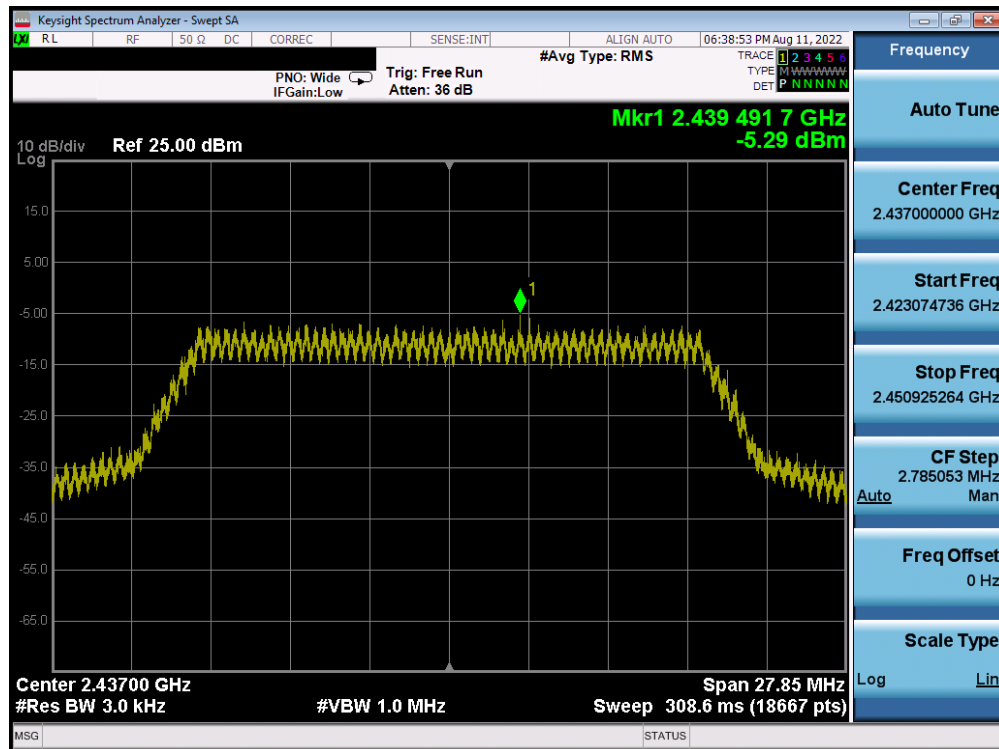 Keysight Spectrum Analyzer - Swept SA
LXI RL RF 50 Ω DC CORREC SENSE:INT ALIGN AUTO 06:38:53 PM Aug 11, 2022
#Avg Type: RMS
TRACE 1 2 3 4 5 6
PNO: Wide Trig: Free Run
TYPE M WWWWW
IFGain:Low Atten: 36 dB
DET P N N N N N
Mkr1 2.439 491 7 GHz
-5.29 dBm
10 dB/div Ref 25.00 dBm
Log
15.0
5.00
1
-5.00
-15.0
-25.0
-35.0
-45.0
-55.0
-65.0
Center 2.43700 GHz Span 27.85 MHz
#Res BW 3.0 kHz #VBW 1.0 MHz Sweep 308.6 ms (18667 pts)
MSG STATUS
Frequency
Auto Tune
Center Freq
2.437000000 GHz
Start Freq
2.423074736 GHz
Stop Freq
2.450925264 GHz
CF Step
2.785053 MHz
Auto Man
Freq Offset
0 Hz
Scale Type
Log Lin